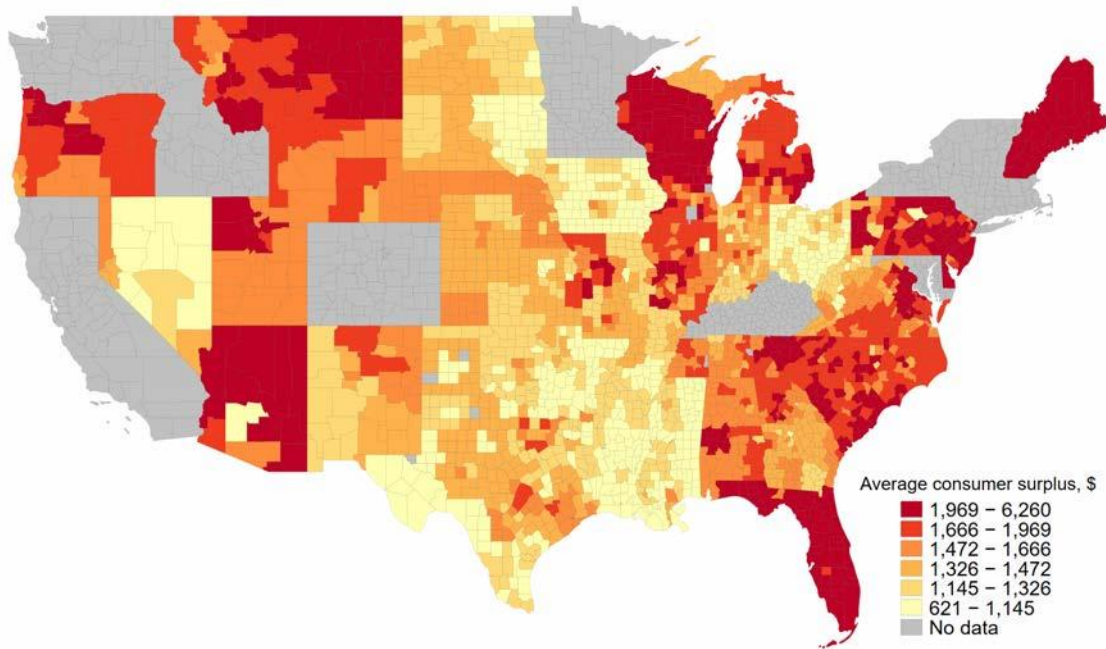 Average consumer surplus, $
1,969 − 6,260
1,666 − 1,969
1,472 − 1,666
1,326 − 1,472
1,145 − 1,326
621 − 1,145
No data